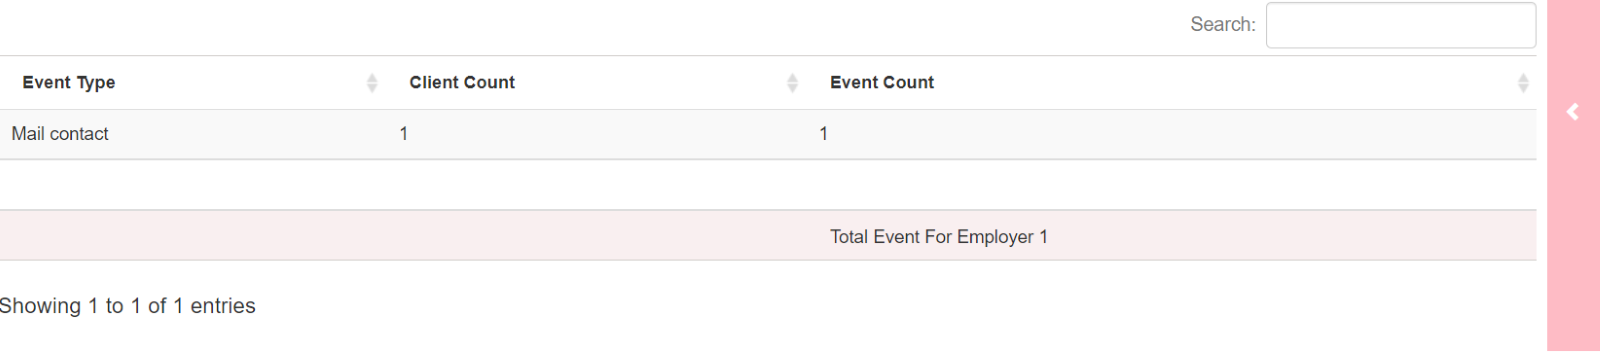 Search:
Event Type Client Count Event Count
Mail contact 1 1
Total Event For Employer 1
Showing 1 to 1 of 1 entries